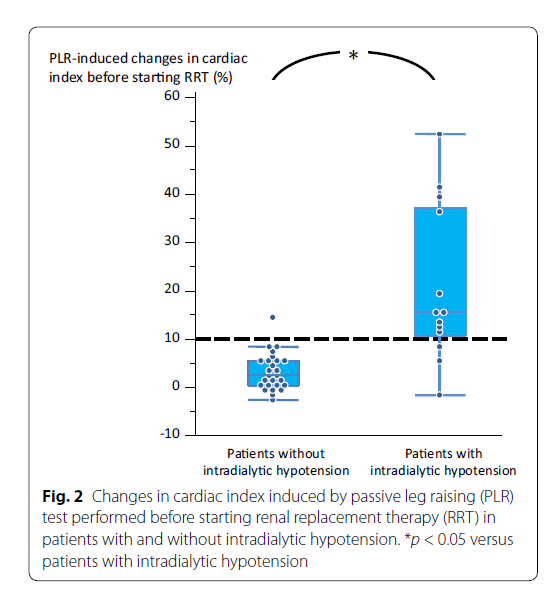 PLR-induced changes in cardiac
index before starting RRT (%)
*
60
50
40
30
20
10
0
-10
Patients without
intradialytic hypotension
Patients with
intradialytic hypotension
Fig. 2 Changes in cardiac index induced by passive leg raising (PLR)
test performed before starting renal replacement therapy (RRT) in
patients with and without intradialytic hypotension. *p < 0.05 versus
patients with intradialytic hypotension